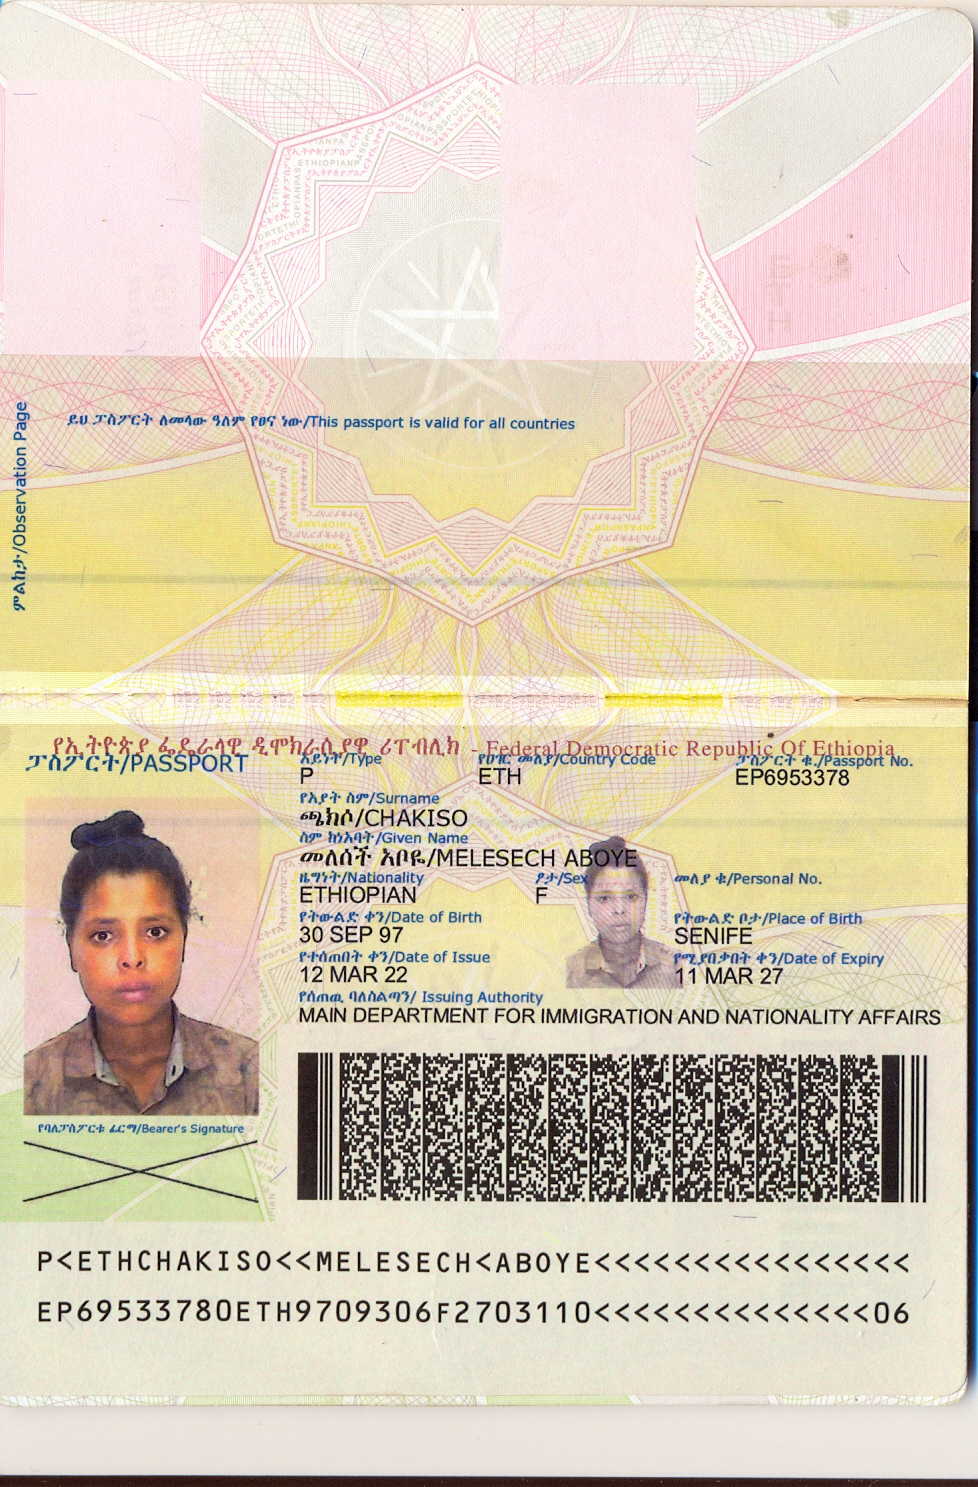 ይህ ፓስፖርት ለመላው ዓለም የፀና ነው/This passport is valid for all countries
ምልከታ/Observation Page
የኢትዮጵያ ፌዴራላዊ ዲሞክራሲያዊ ሪፐብሊክ - Federal Democratic Republic Of Ethiopia
ፓስፖርት/PASSPORT
አይነት/Type
P
የሀገር መለያ/Country Code
ETH
ፓስፖርት ቁ./Passport No.
EP6953378
የአያት ስም/Surname
ጫክሶ/CHAKISO
ስም ከነአባት/Given Name
መለሰች አቦዬ/MELESECH ABOYE
ዜግነት/Nationality
ETHIOPIAN
ፆታ/Sex
F
መለያ ቁ/Personal No.
የትውልድ ቀን/Date of Birth
30 SEP 97
የትውልድ ቦታ/Place of Birth
SENIFE
የተሰጠበት ቀን/Date of Issue
12 MAR 22
የሚያበቃበት ቀን/Date of Expiry
11 MAR 27
የሰጠዉ ባለስልጣን/ Issuing Authority
MAIN DEPARTMENT FOR IMMIGRATION AND NATIONALITY AFFAIRS
የባለፓስፖርቱ ፊርማ/Bearer's Signature
P<ETHCHAKISO<<MELESECH<ABOYE<<<<<<<<<<<<<<<<
EP69533780ETH9709306F2703110<<<<<<<<<<<<<<06